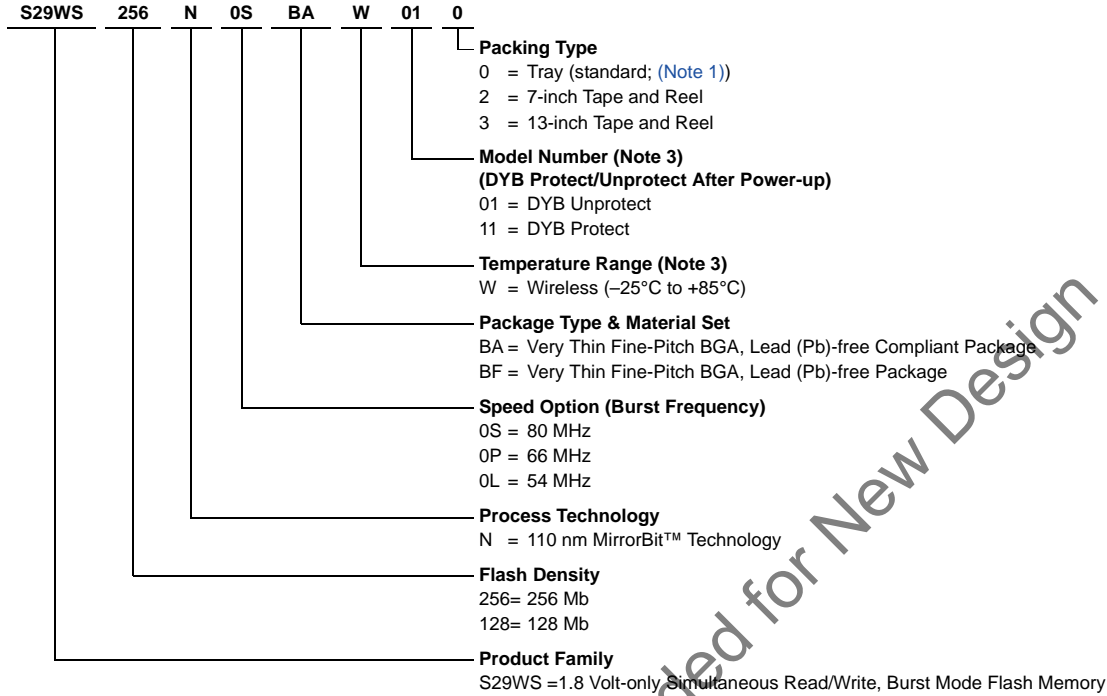 S29WS 256 N 0S BA W 01 0
Packing Type
0 = Tray (standard; (Note 1))
2 = 7-inch Tape and Reel
3 = 13-inch Tape and Reel
Model Number (Note 3)
(DYB Protect/Unprotect After Power-up)
01 = DYB Unprotect
11 = DYB Protect
Temperature Range (Note 3)
W = Wireless (–25°C to +85°C)
Package Type & Material Set
BA = Very Thin Fine-Pitch BGA, Lead (Pb)-free Compliant Package
BF = Very Thin Fine-Pitch BGA, Lead (Pb)-free Package
Speed Option (Burst Frequency)
0S = 80 MHz
0P = 66 MHz
0L = 54 MHz
Process Technology
N = 110 nm MirrorBit™ Technology
Flash Density
256= 256 Mb
128= 128 Mb
Product Family
S29WS =1.8 Volt-only Simultaneous Read/Write, Burst Mode Flash Memory
for New Design